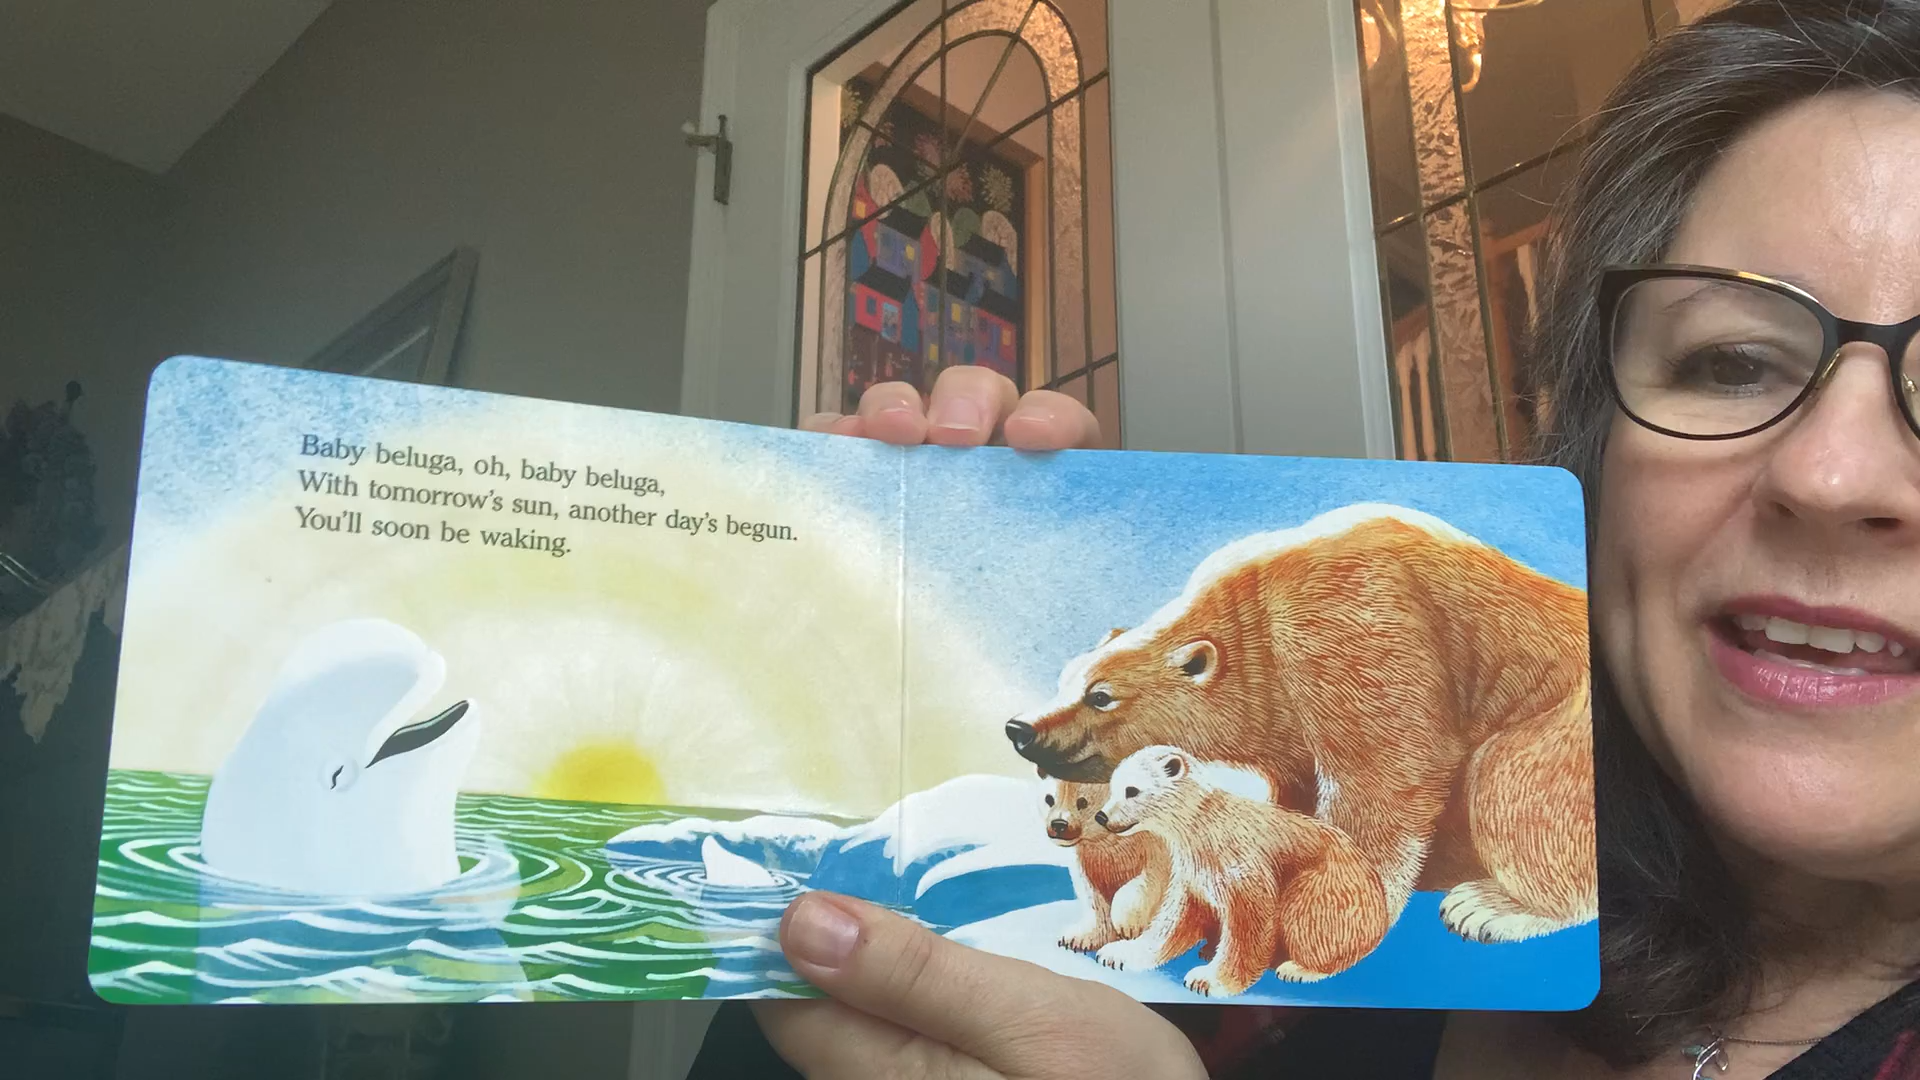 Baby beluga, oh, baby beluga,
With tomorrow's sun, another day's begun.
You'll soon be waking.